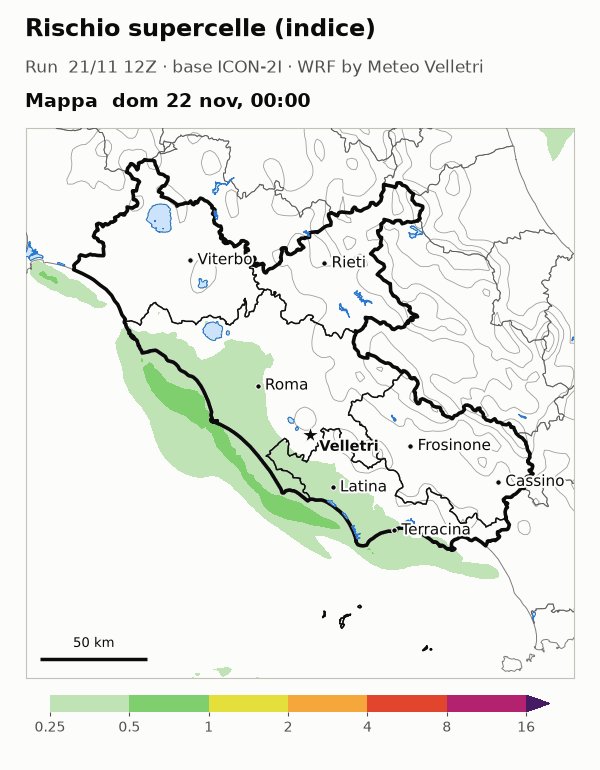 Rischio supercelle (indice)
Run  21/11 12Z · base ICON-2I · WRF by Meteo Velletri
Mappa  dom 22 nov, 00:00
Viterbo
Rieti
Roma
Velletri
Frosinone
Cassino
Latina
Terracina
50 km
0.25 0.5 1 2 4 8 16